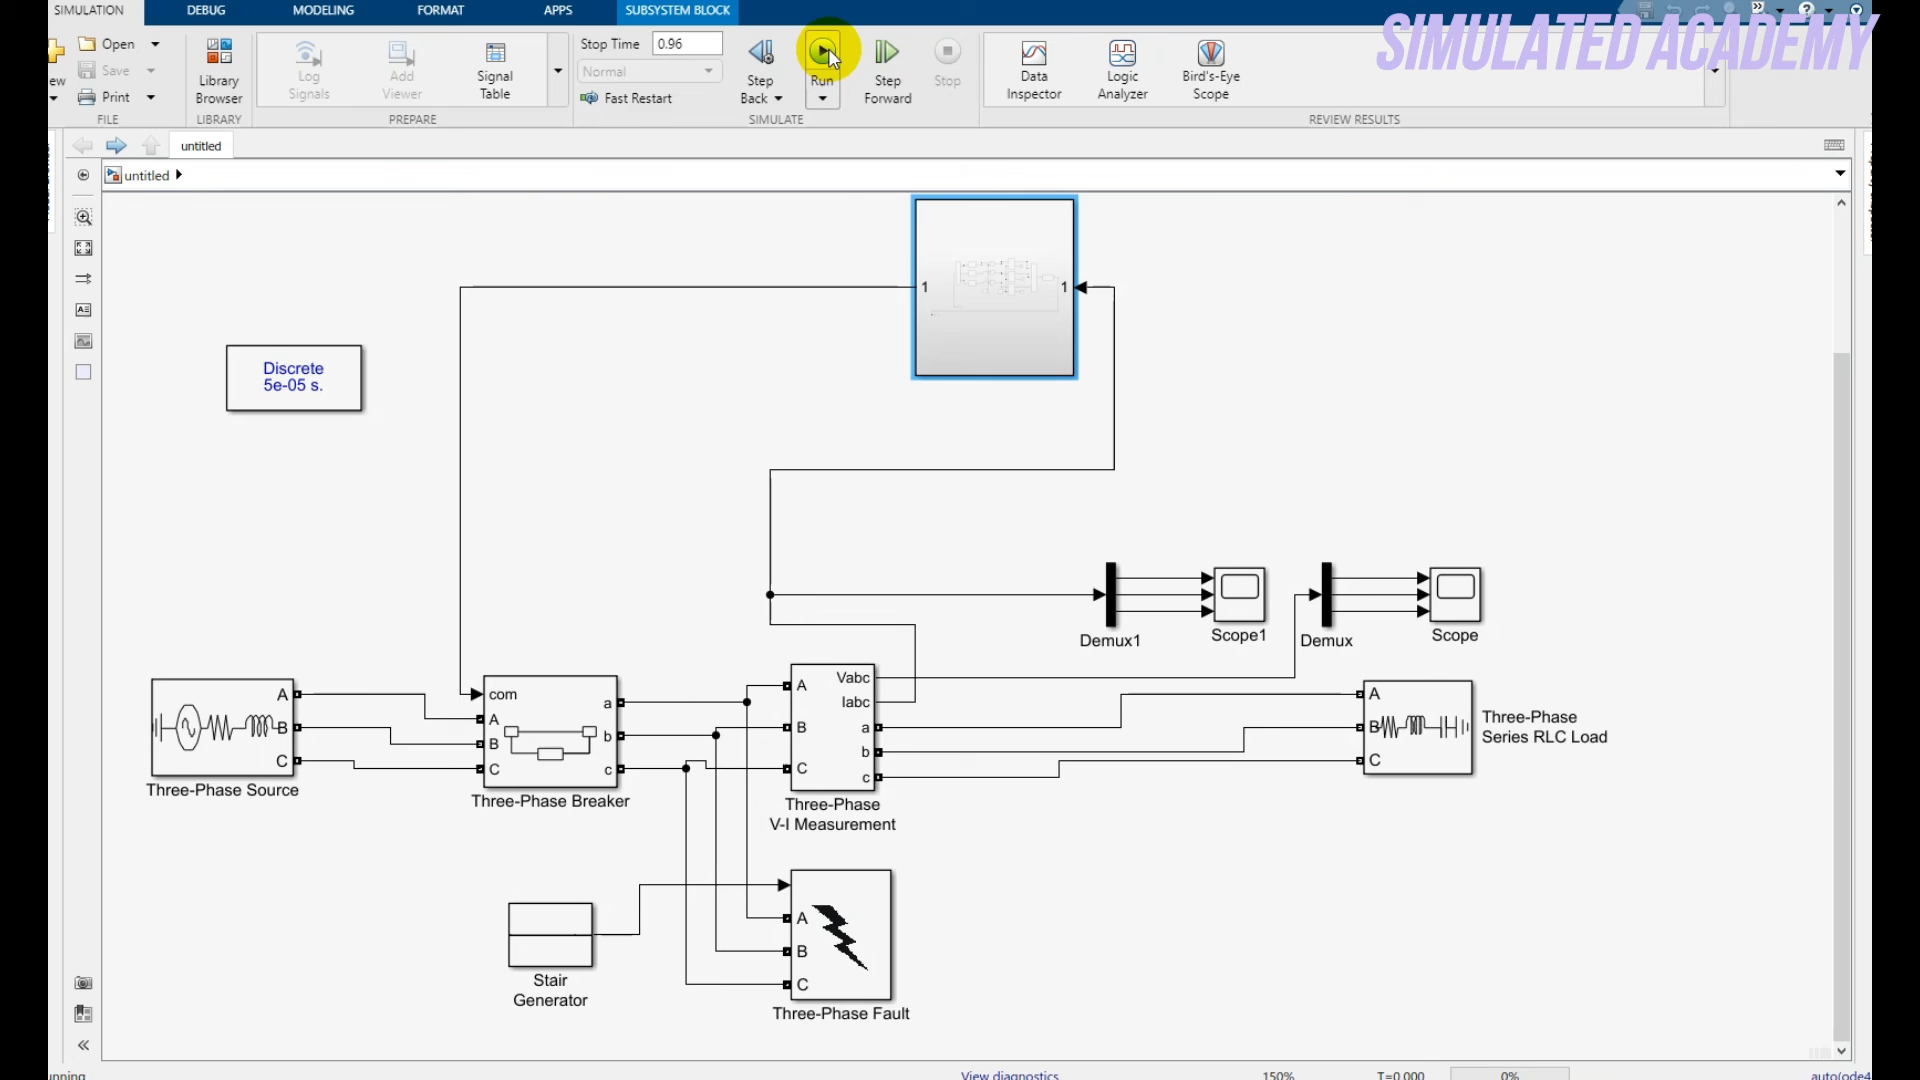 SIMULATION
DEBUG
MODELING
FORMAT
APPS
SUBSYSTEM BLOCK
SIMULATED ACADEMY
Open
Save
Print
FILE
Library
Browser
LIBRARY
Log
Signals
Add
Viewer
Signal
Table
PREPARE
Stop Time 0.96
Normal
Fast Restart
Step
Back
Run
Step
Forward
Stop
SIMULATE
Data
Inspector
Logic
Analyzer
Bird's-Eye
Scope
REVIEW RESULTS
untitled
untitled
1
1
Discrete
5e-05 s.
Demux1
Scope1
Demux
Scope
A
B
C
Three-Phase Source
com
A
B
C
a
b
c
Three-Phase Breaker
A
B
C
Vabc
Iabc
a
b
c
Three-Phase
V-I Measurement
A
B
C
Three-Phase
Series RLC Load
Stair
Generator
A
B
C
Three-Phase Fault
View diagnostics
150%
T=0.000
0%
auto(ode4